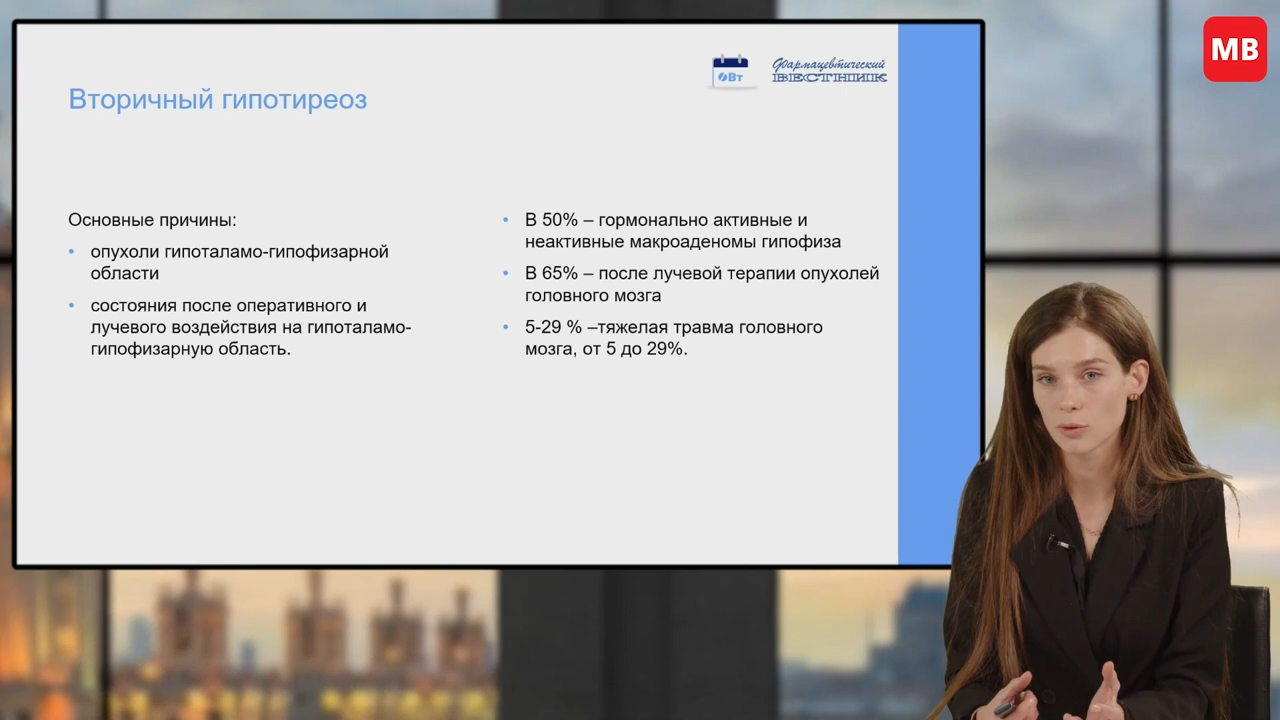 Вторичный гипотиреоз
Вт
Фармацевтический
ВЕСТНИК
МВ
Основные причины:
• опухоли гипоталамо-гипофизарной
области
• состояния после оперативного и
лучевого воздействия на гипоталамо-
гипофизарную область.
• В 50% – гормонально активные и
неактивные макроаденомы гипофиза
• В 65% – после лучевой терапии опухолей
головного мозга
• 5-29 % –тяжелая травма головного
мозга, от 5 до 29%.